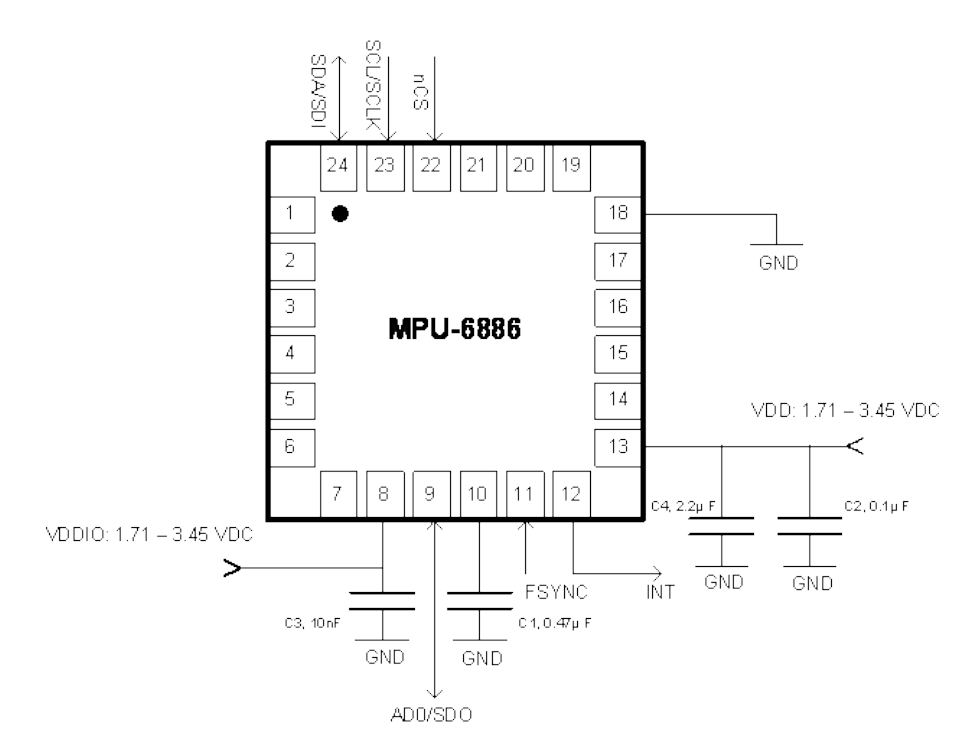 SDA/SDI
SCL/SCLK
nCS
24 23 22 21 20 19
1 18
GND
2 17
3 16
MPU-6886
4 15
5 14
VDD: 1.71 – 3.45 VDC
6 13
7 8 9 10 11 12
C4, 2.2µF C2, 0.1µF
VDDIO: 1.71 – 3.45 VDC
GND GND
FSYNC INT
C3, 10nF C1, 0.47µF
GND GND
AD0/SDO